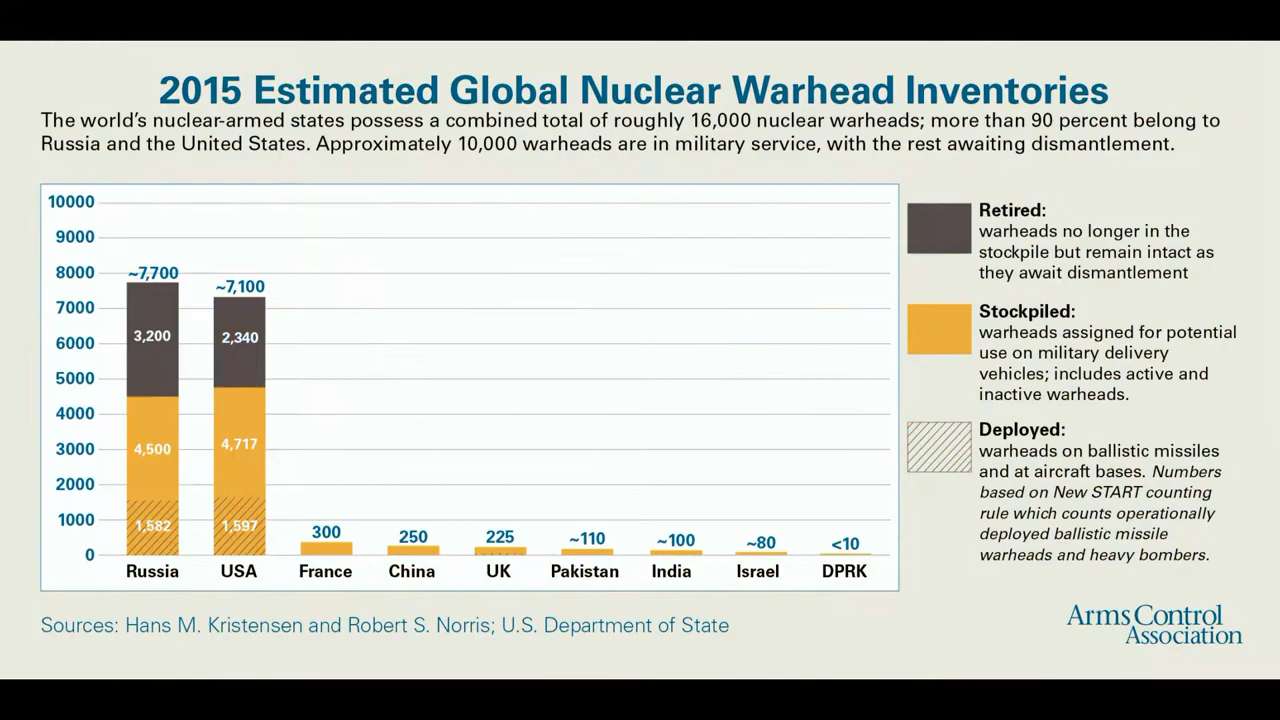 2015 Estimated Global Nuclear Warhead Inventories
The world's nuclear-armed states possess a combined total of roughly 16,000 nuclear warheads; more than 90 percent belong to
Russia and the United States. Approximately 10,000 warheads are in military service, with the rest awaiting dismantlement.
10000
9000
8000
7000
6000
5000
4000
3000
2000
1000
0
~7,700
3,200
4,500
1,582
~7,100
2,340
4,717
1,597
300
250
225
~110
~100
~80
<10
Russia
USA
France
China
UK
Pakistan
India
Israel
DPRK
Retired:
warheads no longer in the
stockpile but remain intact as
they await dismantlement
Stockpiled:
warheads assigned for potential
use on military delivery
vehicles; includes active and
inactive warheads.
Deployed:
warheads on ballistic missiles
and at aircraft bases. Numbers
based on New START counting
rule which counts operationally
deployed ballistic missile
warheads and heavy bombers.
Sources: Hans M. Kristensen and Robert S. Norris; U.S. Department of State
Arms Control
Association